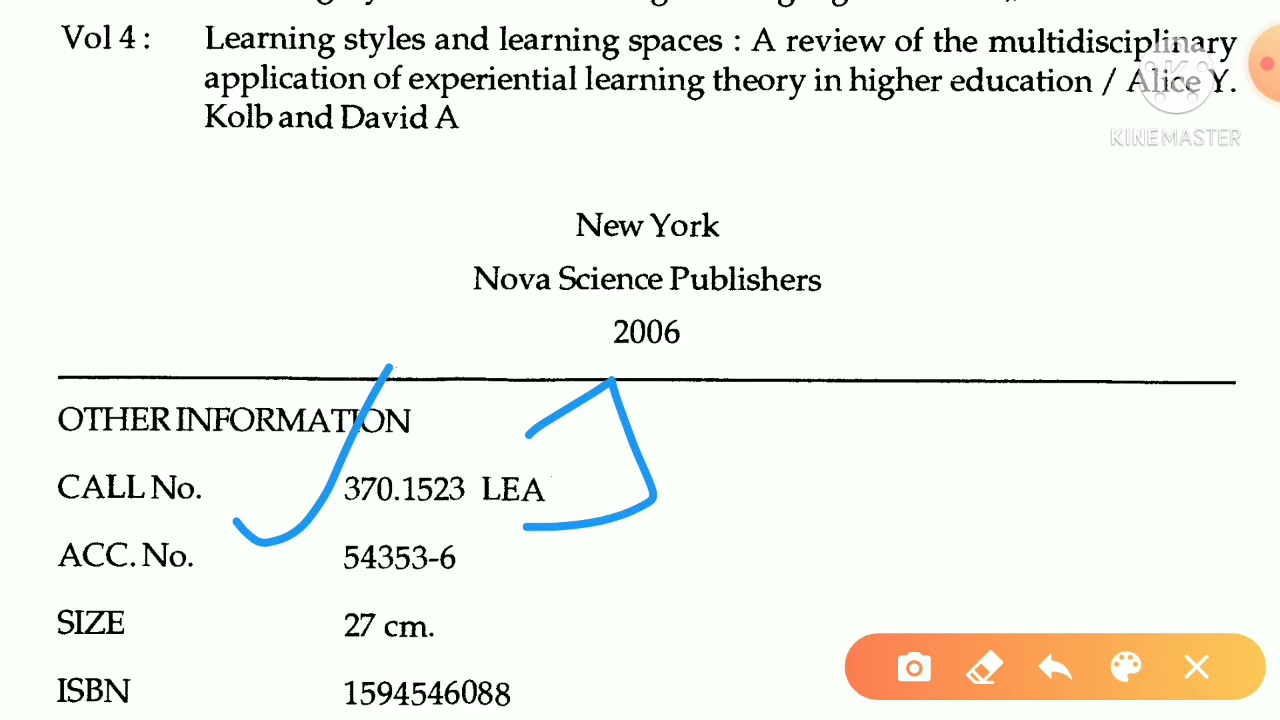 Vol 4 : Learning styles and learning spaces : A review of the multidisciplinary
application of experiential learning theory in higher education / Alice Y.
Kolb and David A
KINEMASTER
New York
Nova Science Publishers
2006
OTHER INFORMATION
CALL No. 370.1523 LEA
ACC. No. 54353-6
SIZE 27 cm.
ISBN 1594546088